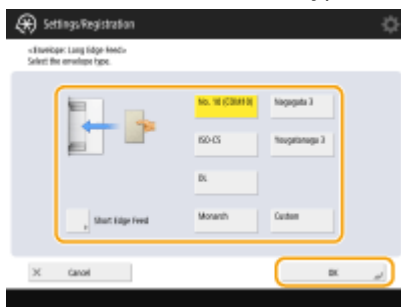 Settings/Registration
<Envelope: Long Edge Feed>
Select the envelope type.
No. 10 (COM10)
Nagagata 3
ISO-C5
Yougatanaga 3
DL
Short Edge Feed
Monarch
Custom
Cancel
OK